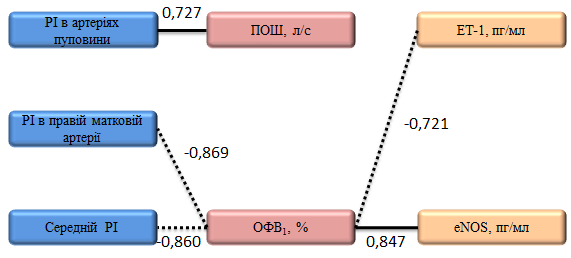 PI в артеріях
пуповини
0,727
ПОШ, л/с
ЕТ-1, пг/мл
PI в правій матковій
артерії
-0,869
-0,721
Середній PI
-0,860
ОФВ₁, %
0,847
eNOS, пг/мл